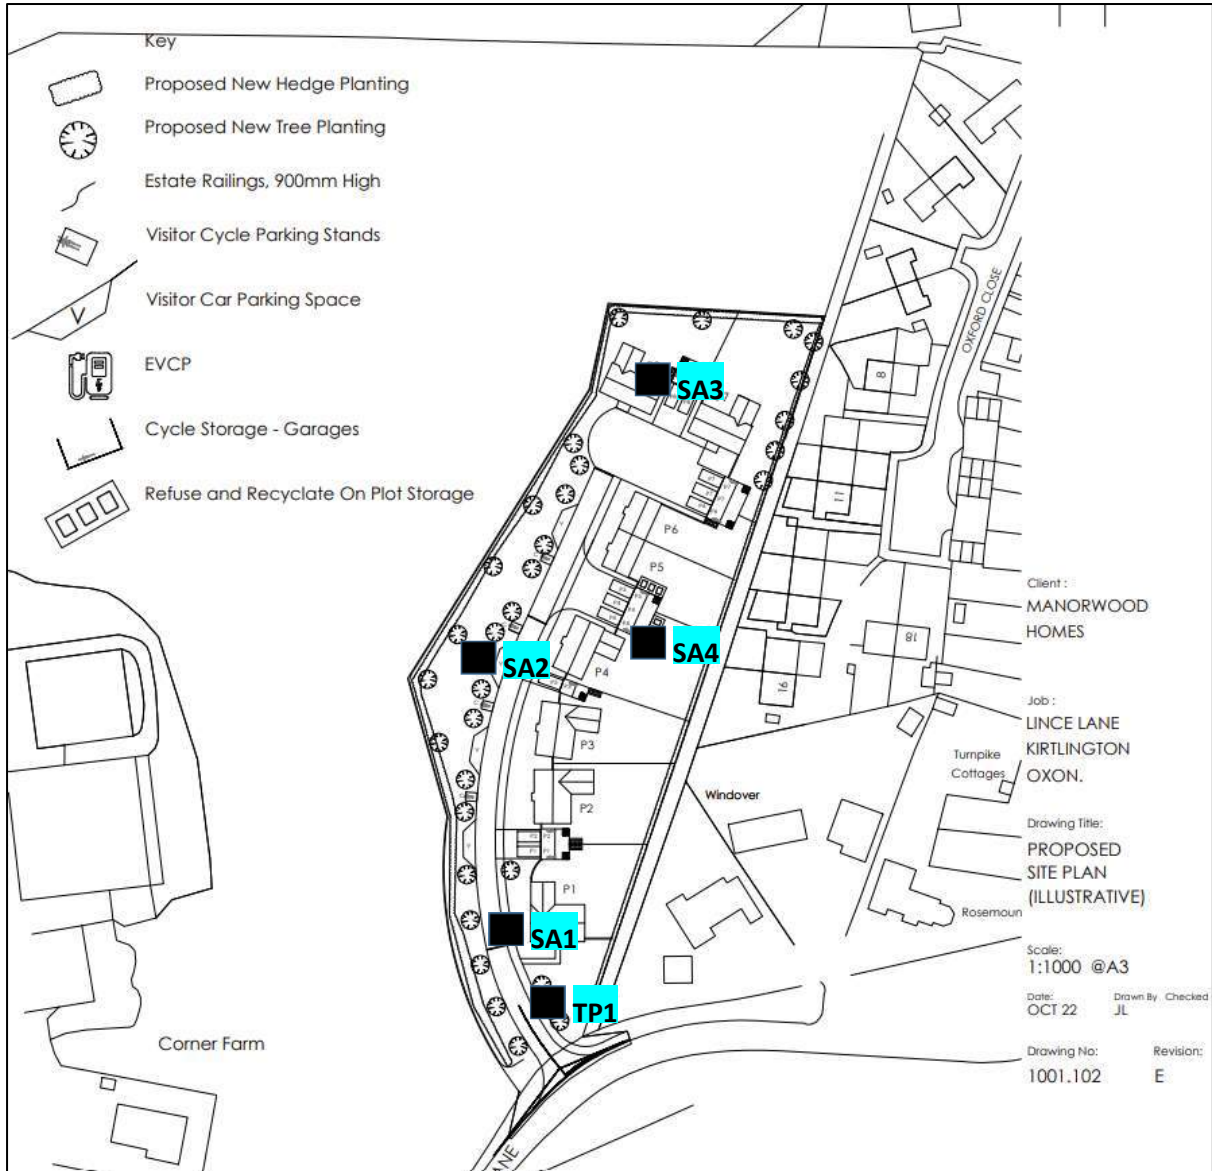 Key
Proposed New Hedge Planting
Proposed New Tree Planting
Estate Railings, 900mm High
Visitor Cycle Parking Stands
V
Visitor Car Parking Space
EVCP
Cycle Storage - Garages
Refuse and Recyclate On Plot Storage
OXFORD CLOSE
8
11
18
16
SA3
P6
P5
SA4
SA2
P4
P3
P2
P1
SA1
TP1
Windover
Turnpike
Cottages
Rosemoun
Corner Farm
ANE
Client :
MANORWOOD
HOMES
Job :
LINCE LANE
KIRTLINGTON
OXON.
Drawing Title:
PROPOSED
SITE PLAN
(ILLUSTRATIVE)
Scale:
1:1000 @A3
Date: Drawn By Checked
OCT 22 JL
Drawing No: Revision:
1001.102 E